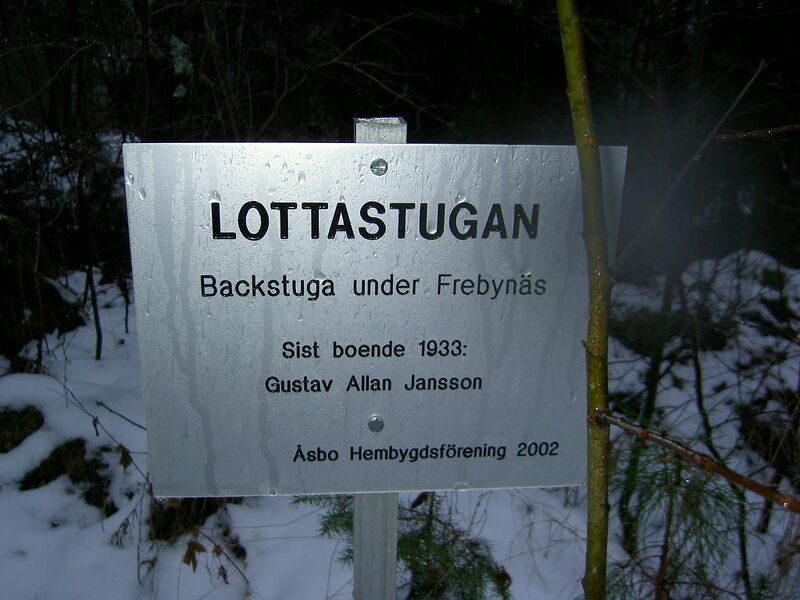 LOTTASTUGAN
Backstuga under Frebynäs
Sist boende 1933:
Gustav Allan Jansson
Åsbo Hembygdsförening 2002